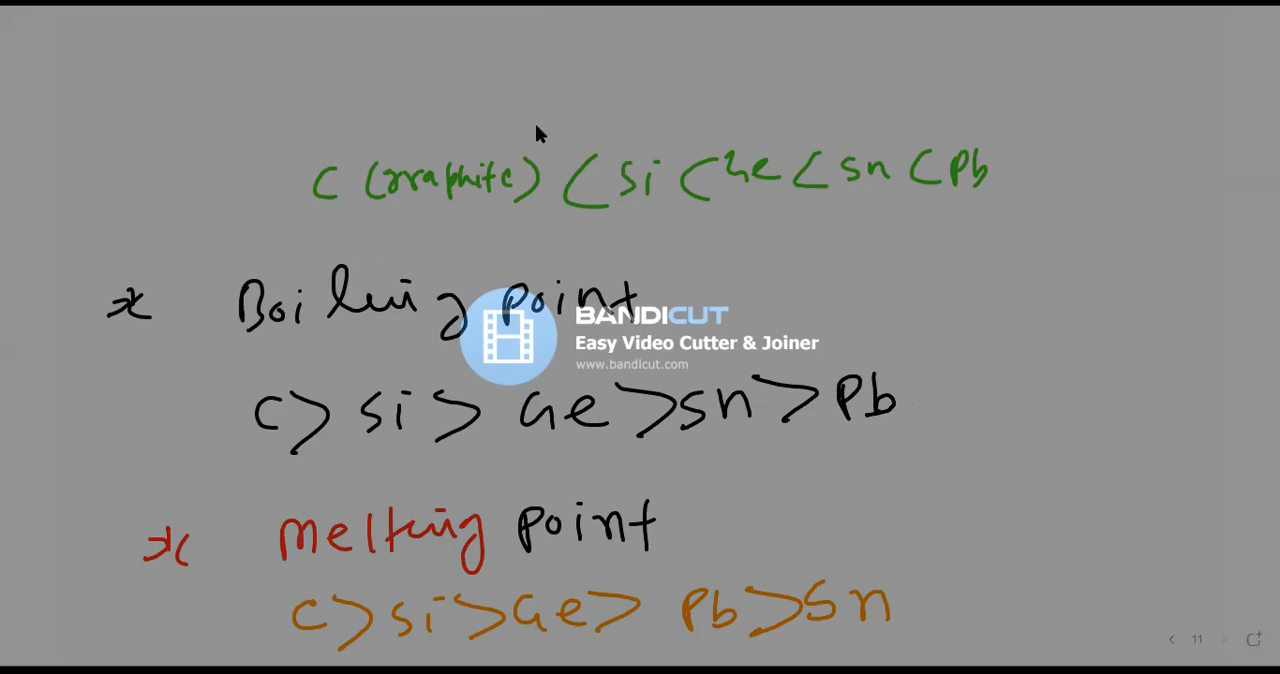 C (graphite) < Si < Ge < Sn < Pb
x Boiling point
BANDICUT
Easy Video Cutter & Joiner
www.bandicut.com
C > Si > Ge > Sn > Pb
x Melting point
C > Si > Ge > Pb > Sn
< 11 >